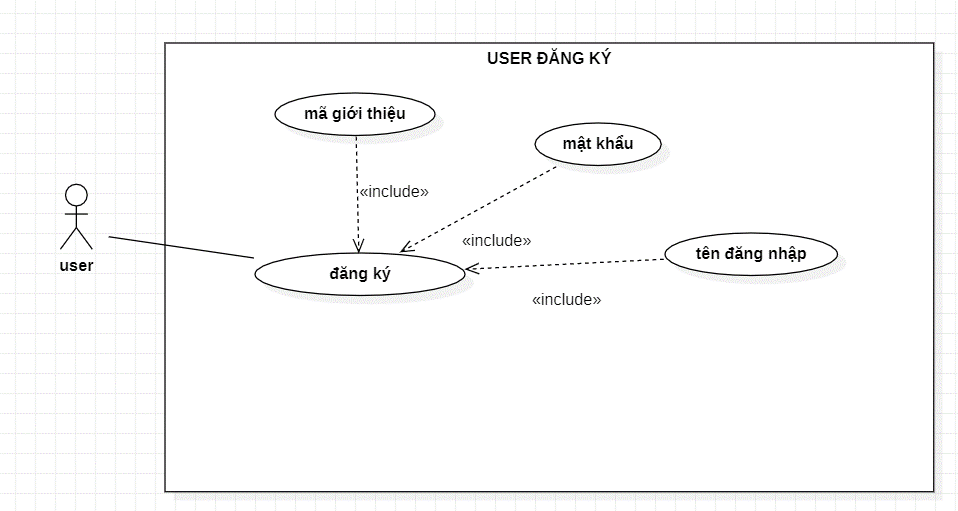 USER ĐĂNG KÝ
mã giới thiệu
mật khẩu
«include»
«include»
user
đăng ký
tên đăng nhập
«include»